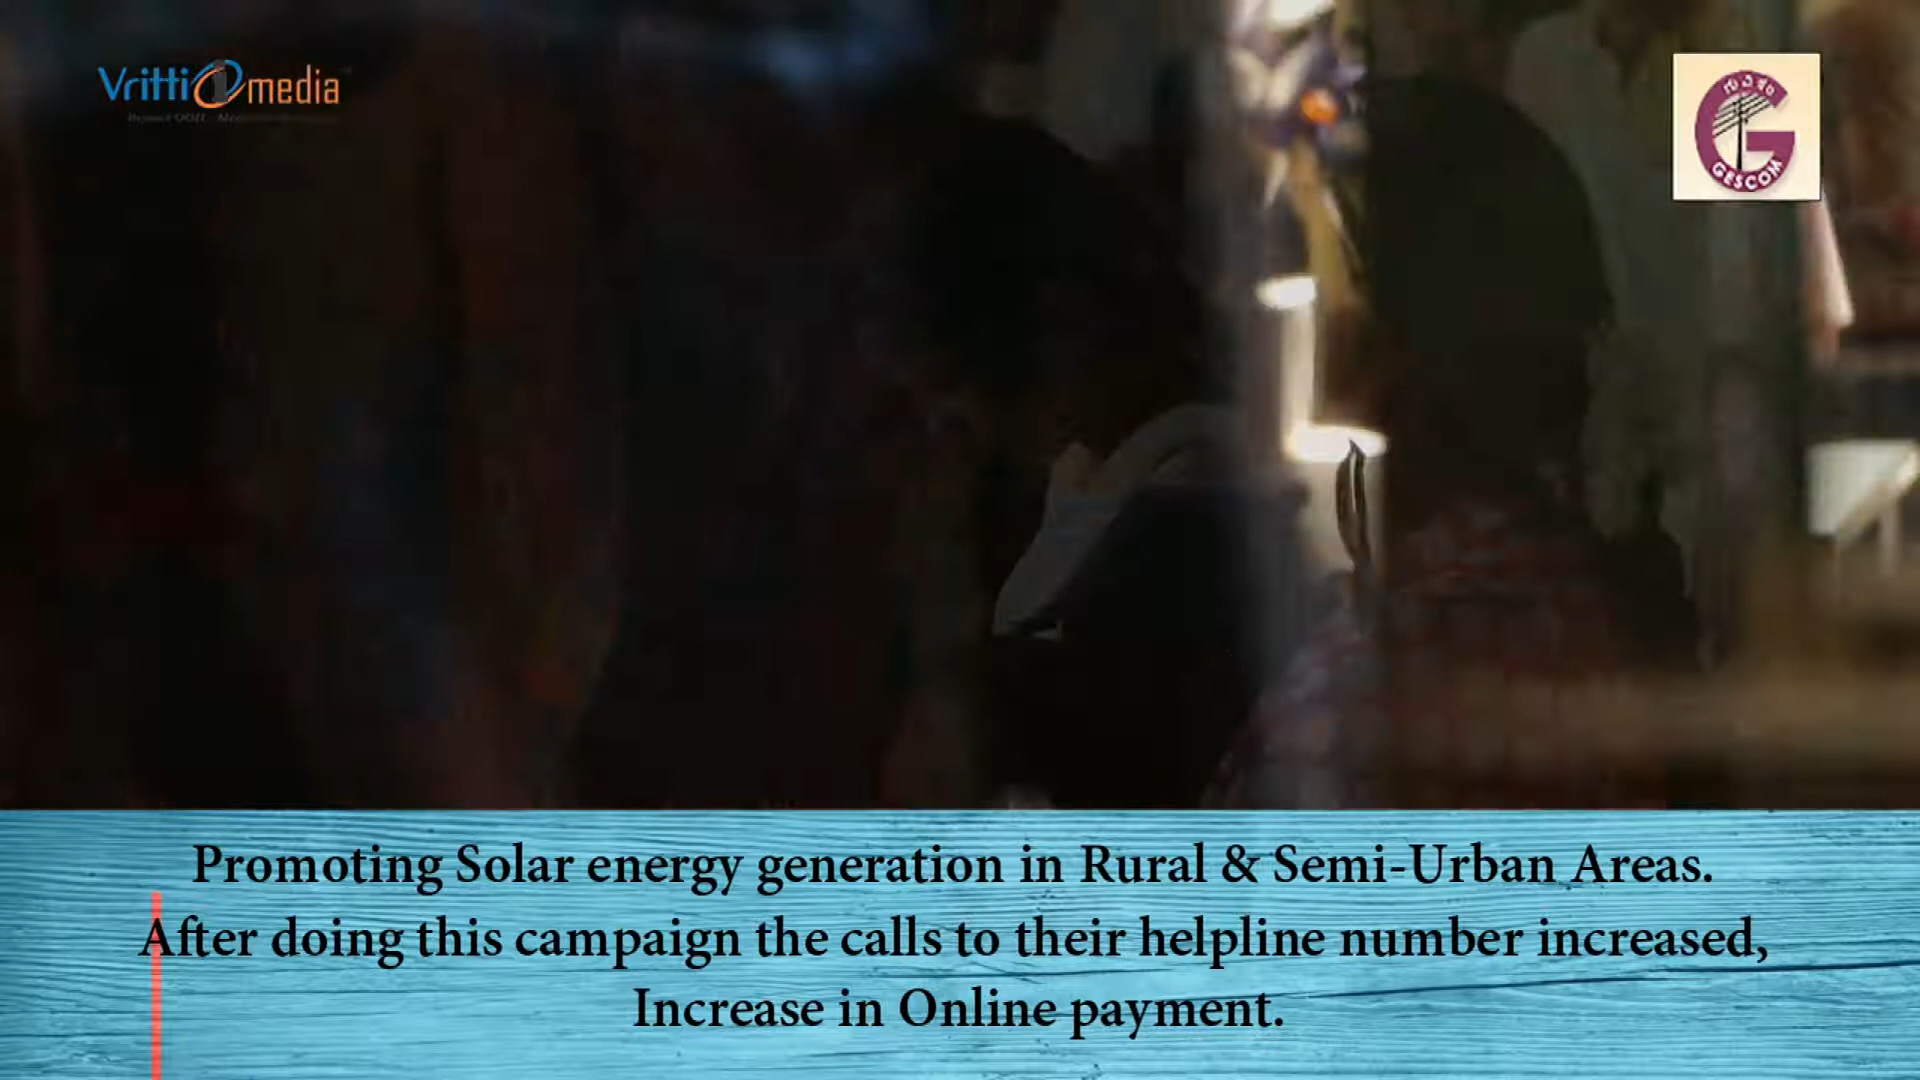 Vritti i media
ಗುವಿಸಕಂ
GESCOM
Promoting Solar energy generation in Rural & Semi-Urban Areas.
After doing this campaign the calls to their helpline number increased,
Increase in Online payment.